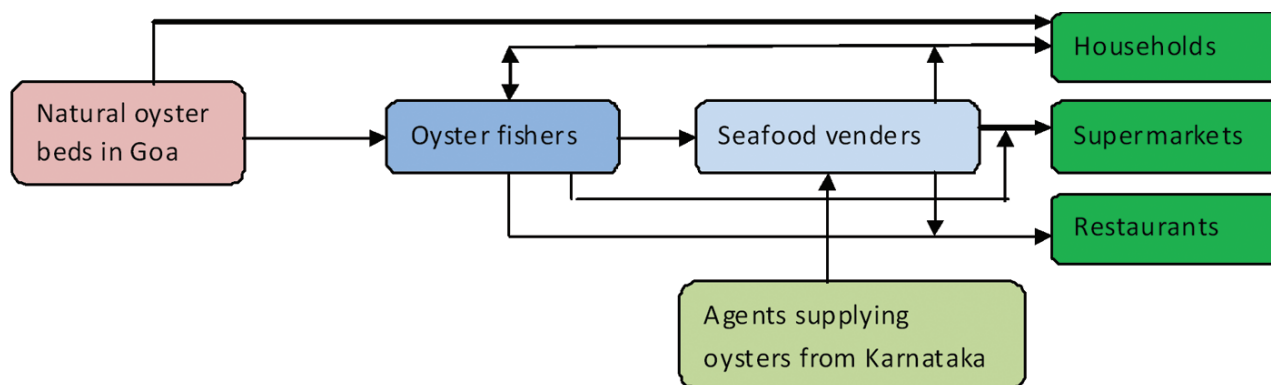 Households
Natural oyster
beds in Goa
Oyster fishers
Seafood venders
Supermarkets
Restaurants
Agents supplying
oysters from Karnataka